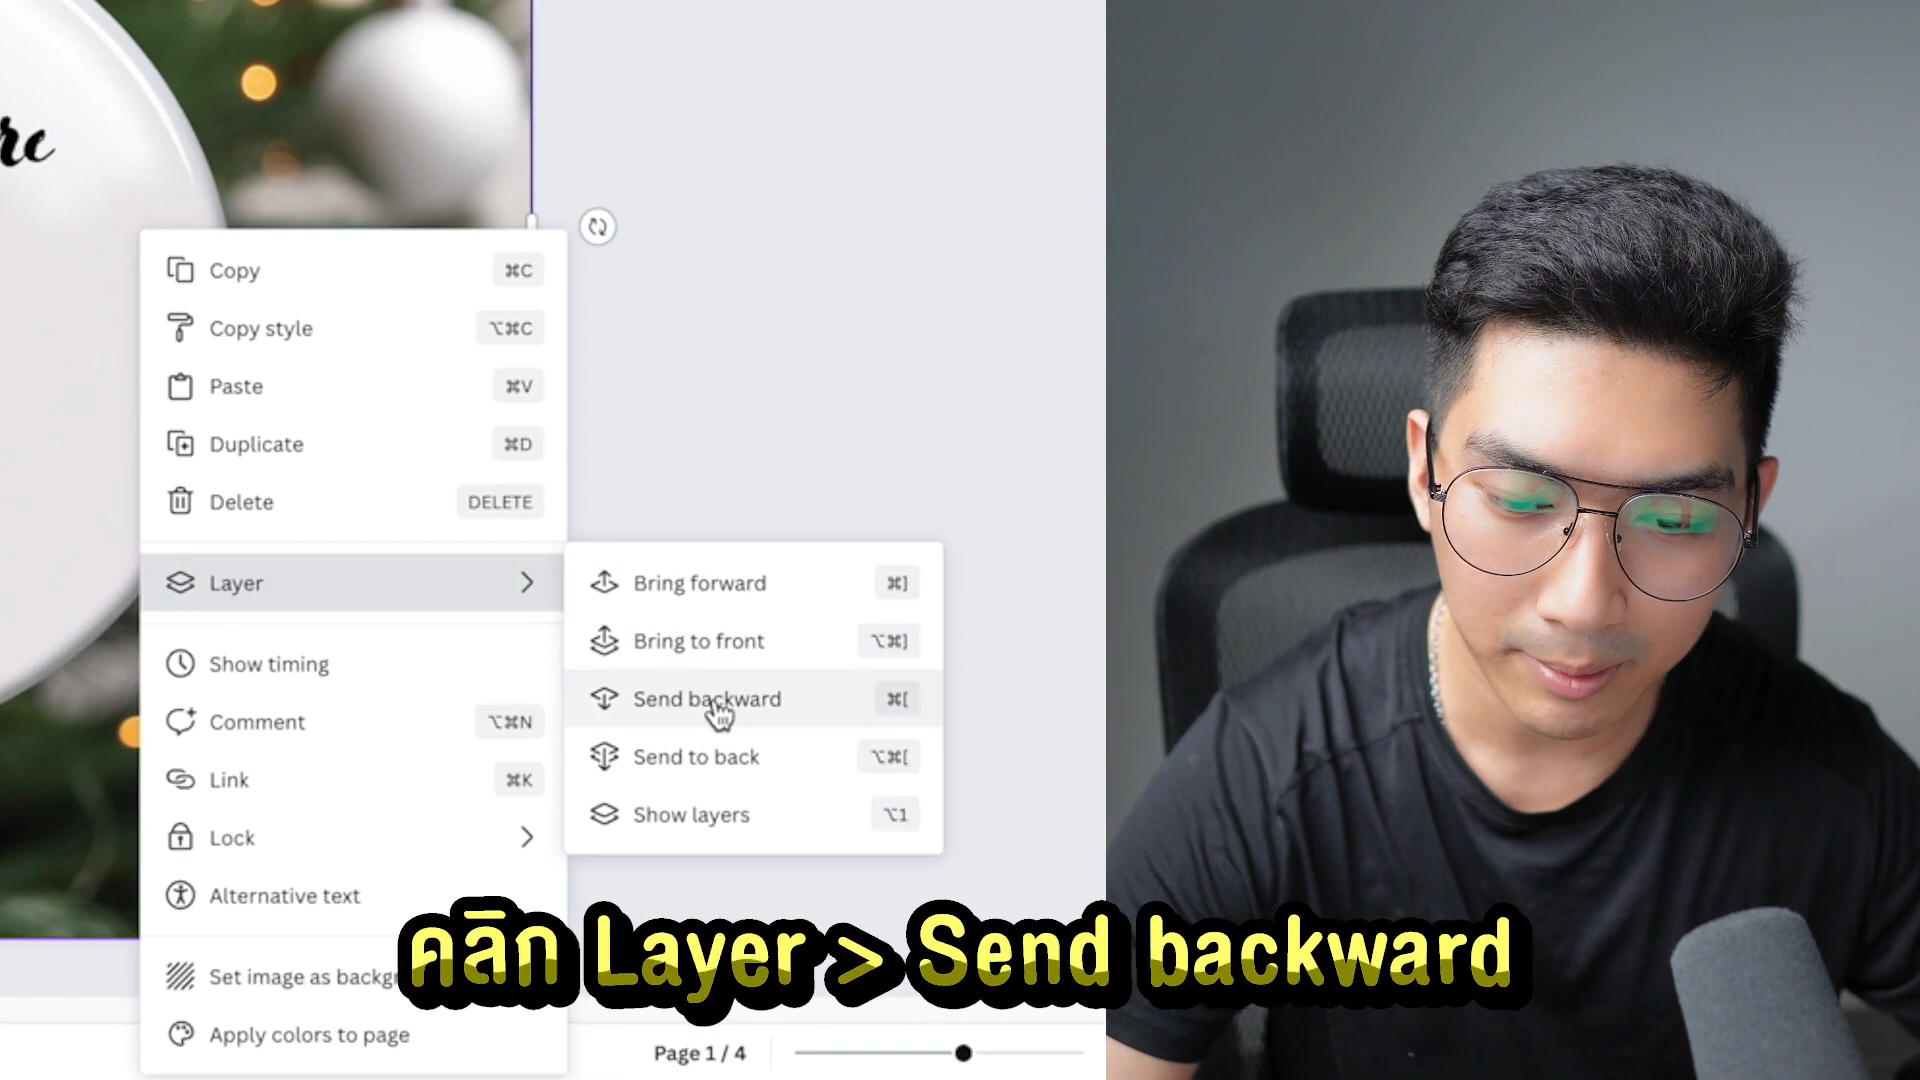 re
Copy ⌘C
Copy style ⌥⌘C
Paste ⌘V
Duplicate ⌘D
Delete DELETE
Layer
Bring forward ⌘]
Bring to front ⌥⌘]
Send backward ⌘[
Send to back ⌥⌘[
Show layers ⌥1
Show timing
Comment ⌥⌘N
Link ⌘K
Lock
Alternative text
Set image as backgr
Apply colors to page
คลิก Layer > Send backward
Page 1 / 4